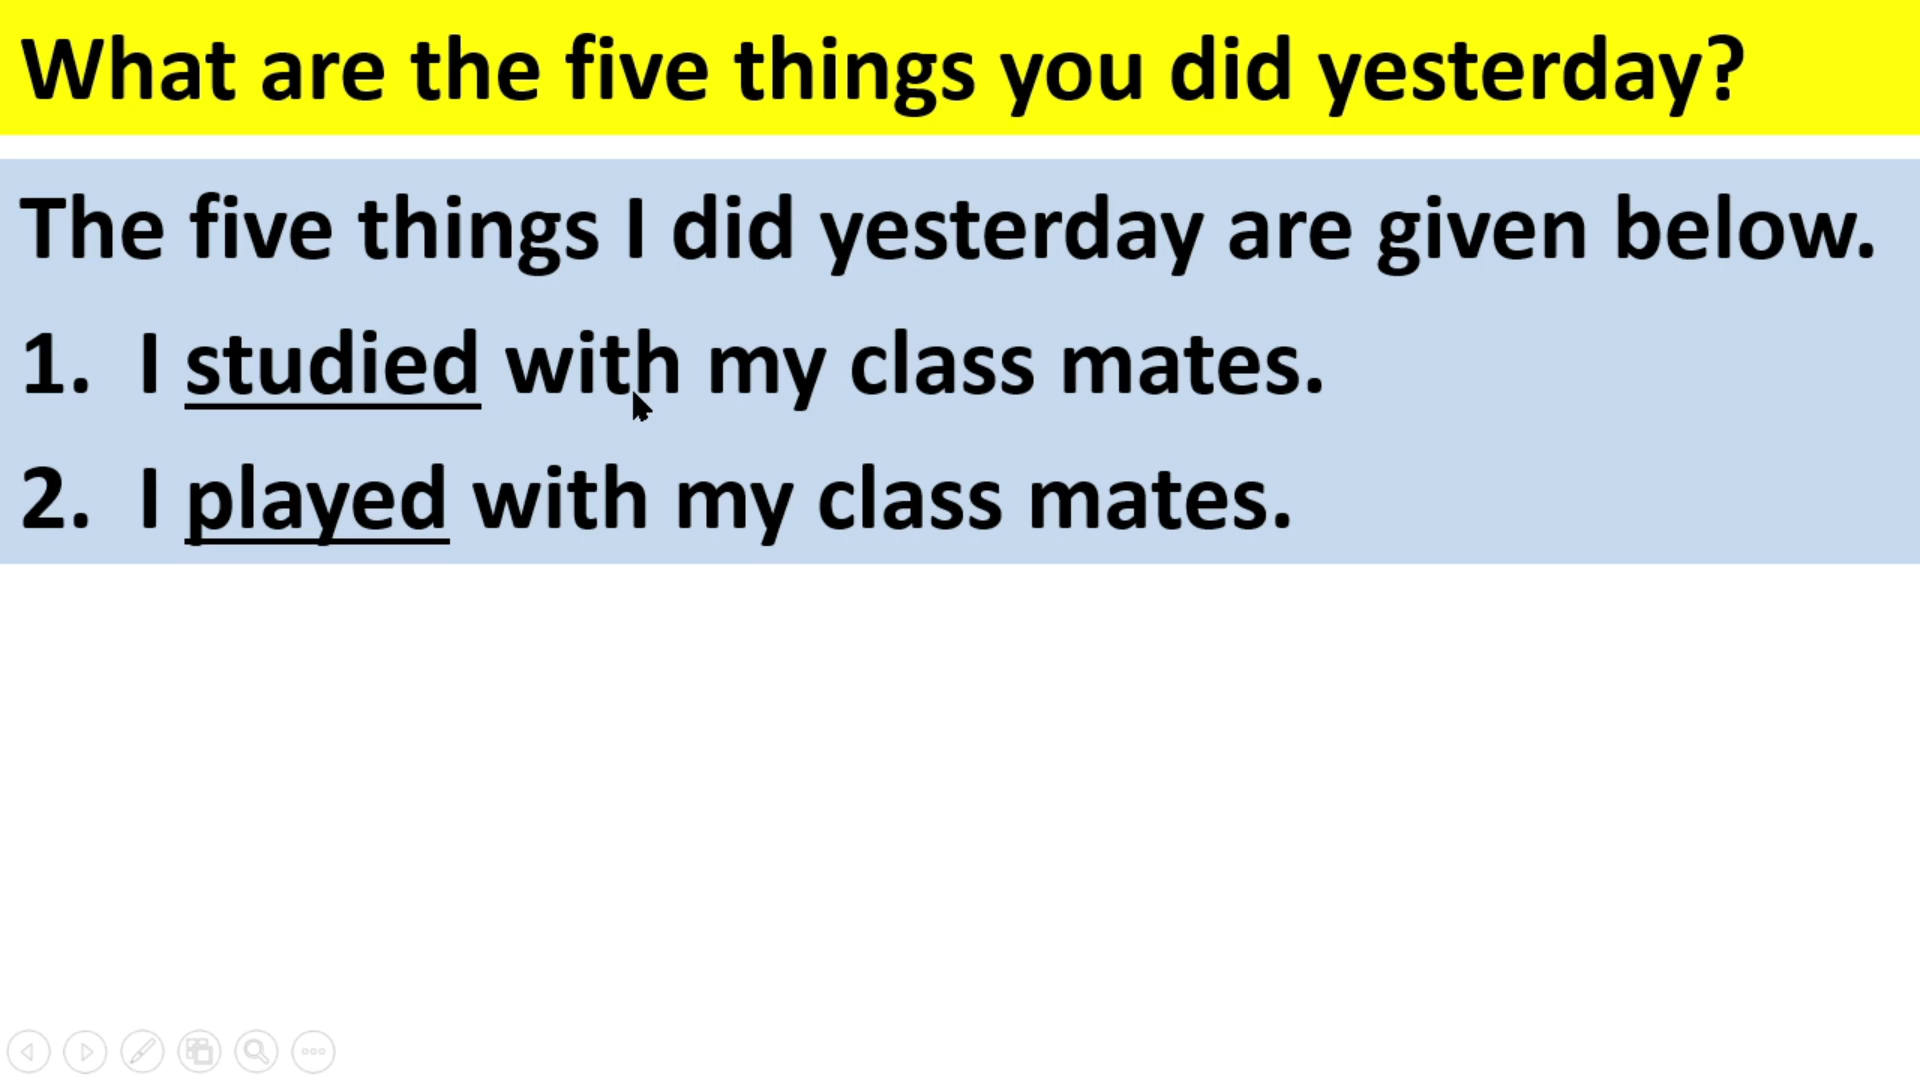 What are the five things you did yesterday?
The five things I did yesterday are given below.
1. I studied with my class mates.
2. I played with my class mates.